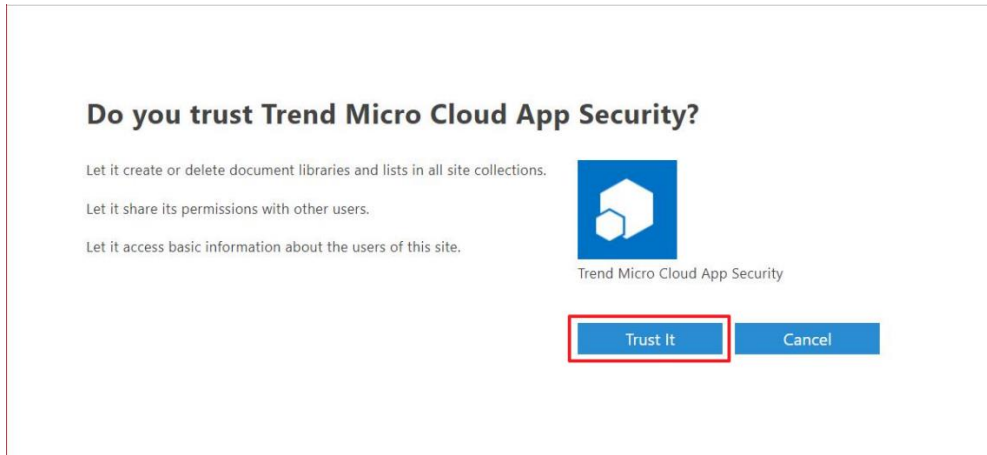 Do you trust Trend Micro Cloud App Security?
Let it create or delete document libraries and lists in all site collections.
Let it share its permissions with other users.
Let it access basic information about the users of this site.
Trend Micro Cloud App Security
Trust It
Cancel